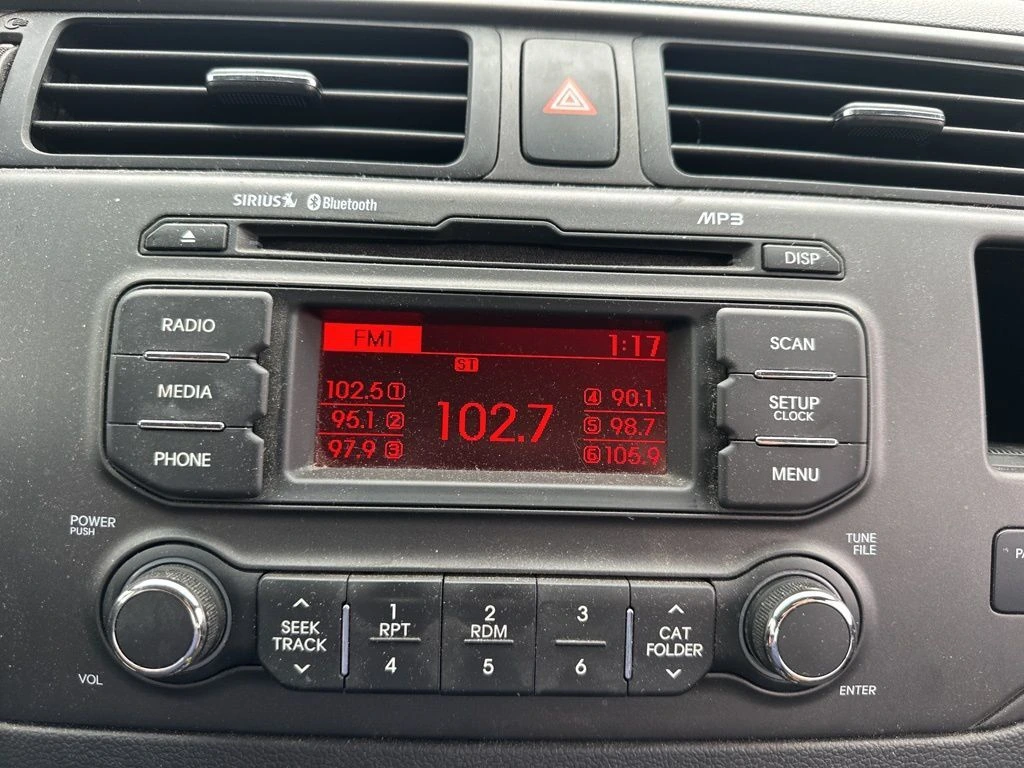 SIRIUS Bluetooth
MP3
DISP
RADIO
MEDIA
PHONE
FM1 1:17
ST
102.5 1
95.1 2
97.9 3
102.7
4 90.1
5 98.7
6 105.9
SCAN
SETUP
CLOCK
MENU
POWER
PUSH
VOL
SEEK
TRACK
1
RPT
4
2
RDM
5
3
6
CAT
FOLDER
TUNE
FILE
ENTER